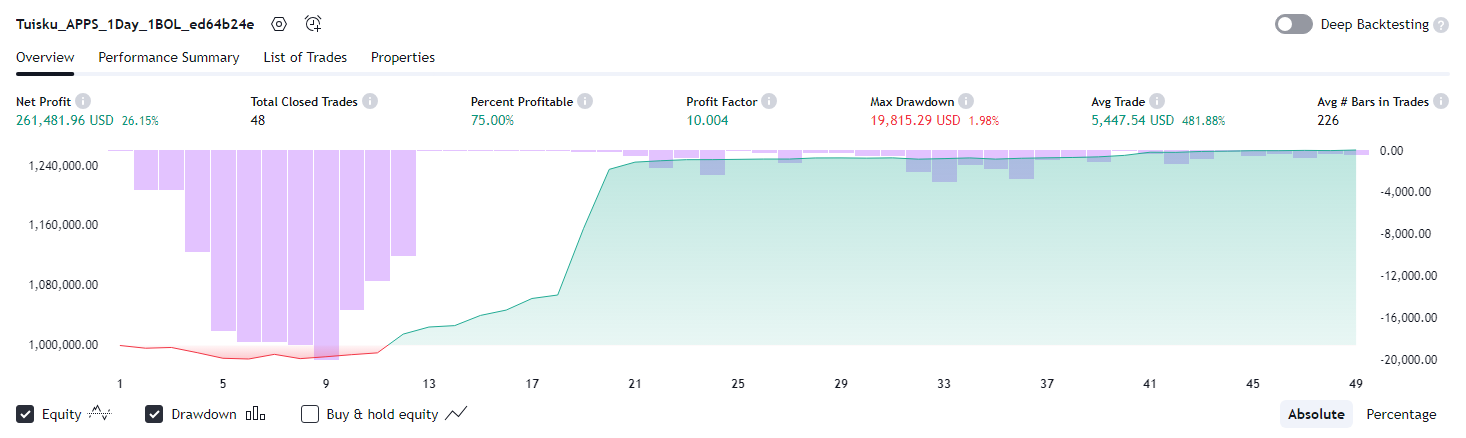 Tuisku_APPS_1Day_1BOL_ed64b24e Deep Backtesting ?
Overview Performance Summary List of Trades Properties
Net Profit i Total Closed Trades i Percent Profitable i Profit Factor i Max Drawdown i Avg Trade i Avg # Bars in Trades i
261,481.96 USD 26.15% 48 75.00% 10.004 19,815.29 USD 1.98% 5,447.54 USD 481.88% 226
1,240,000.00 0.00
-4,000.00
1,160,000.00 -8,000.00
1,080,000.00 -12,000.00
-16,000.00
1,000,000.00 -20,000.00
1 5 9 13 17 21 25 29 33 37 41 45 49
Equity Drawdown Buy & hold equity Absolute Percentage